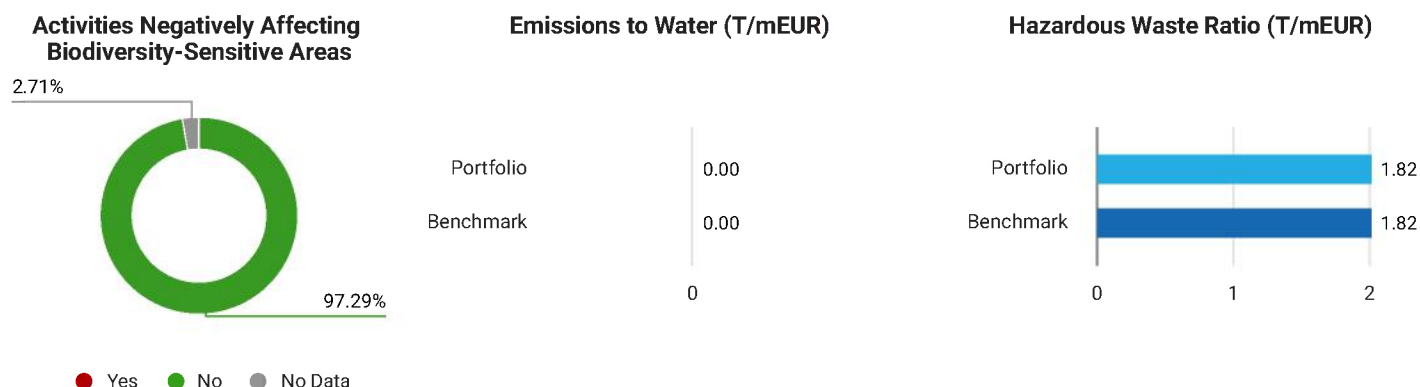 Activities Negatively Affecting
Biodiversity-Sensitive Areas
2.71%
97.29%
Yes
No
No Data
Emissions to Water (T/mEUR)
Portfolio
0.00
Benchmark
0.00
0
Hazardous Waste Ratio (T/mEUR)
Portfolio
1.82
Benchmark
1.82
0
1
2